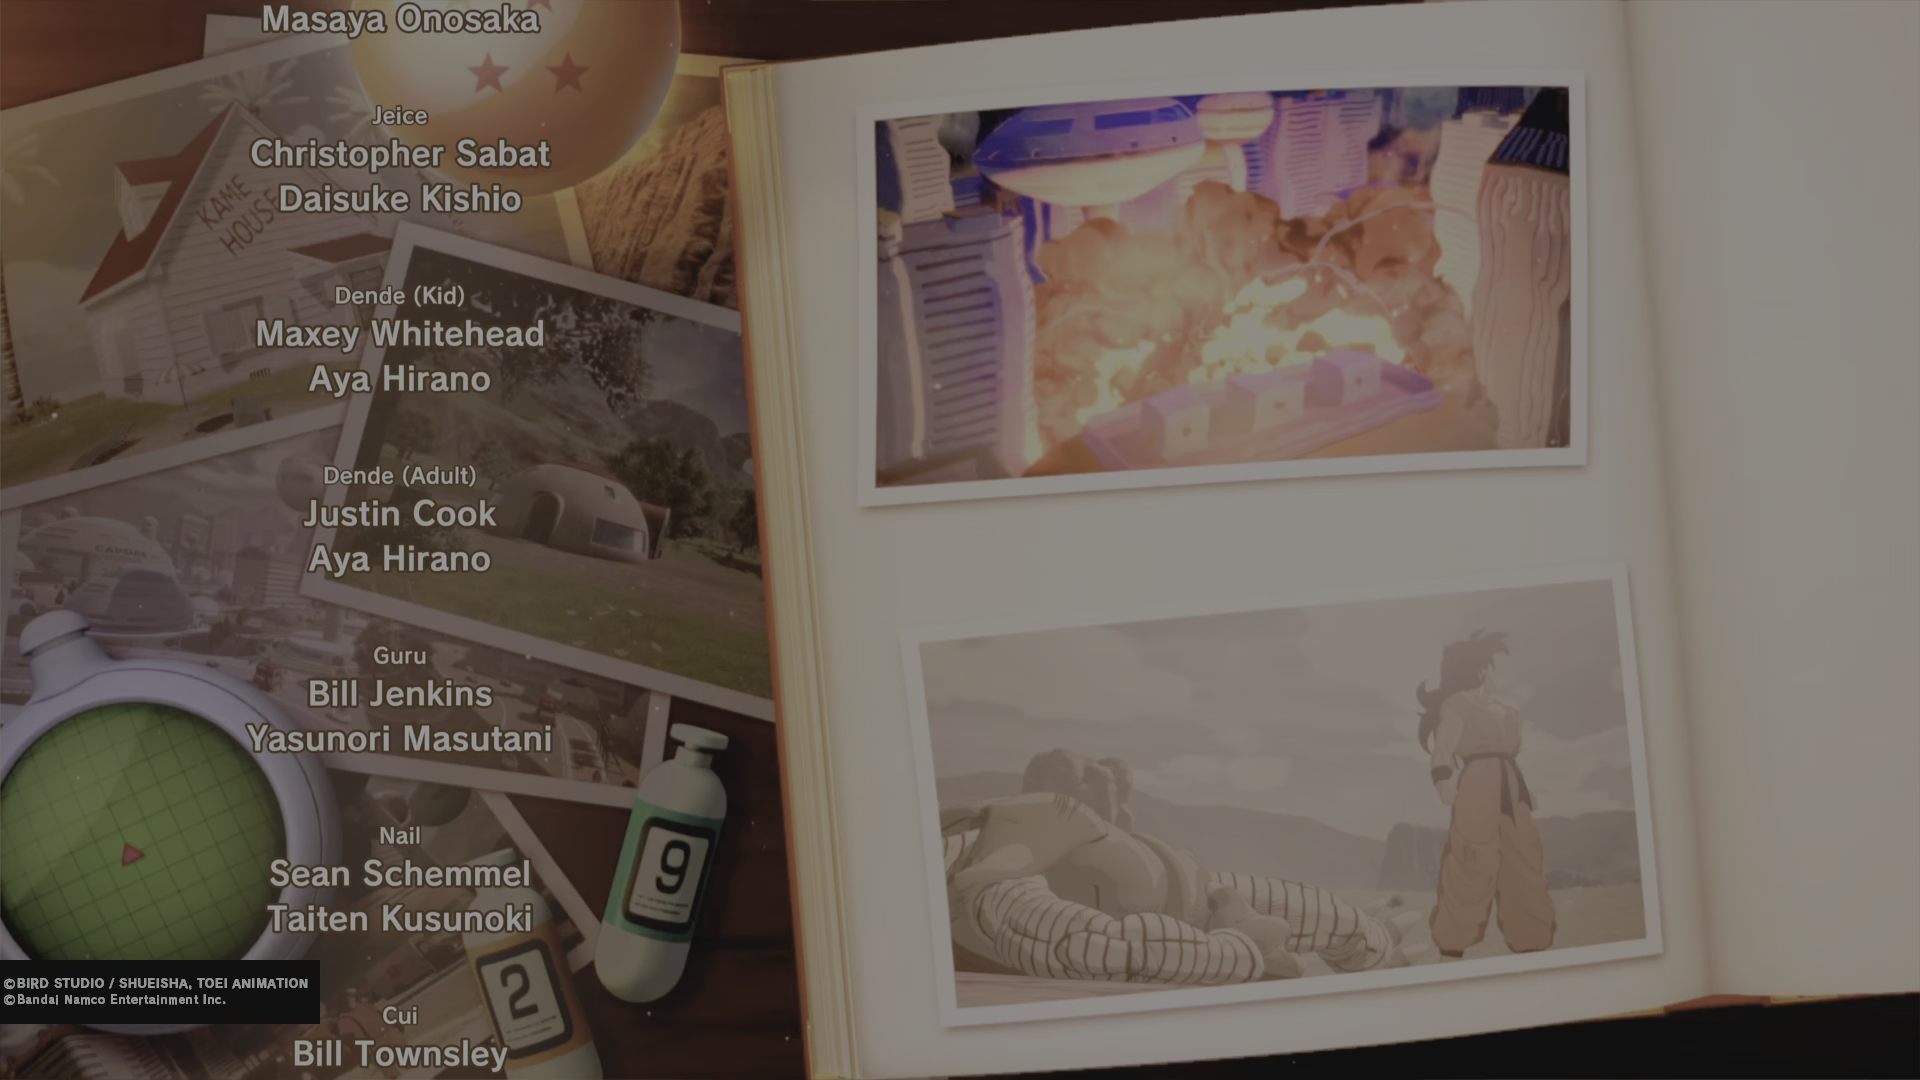 Masaya Onosaka
Jeice
Christopher Sabat
Daisuke Kishio
KAME
HOUSE
Dende (Kid)
Maxey Whitehead
Aya Hirano
Dende (Adult)
Justin Cook
Aya Hirano
CAPSULE
Guru
Bill Jenkins
Yasunori Masutani
9
Nail
Sean Schemmel
Taiten Kusunoki
2
©BIRD STUDIO / SHUEISHA, TOEI ANIMATION
©Bandai Namco Entertainment Inc.
Cui
Bill Townsley